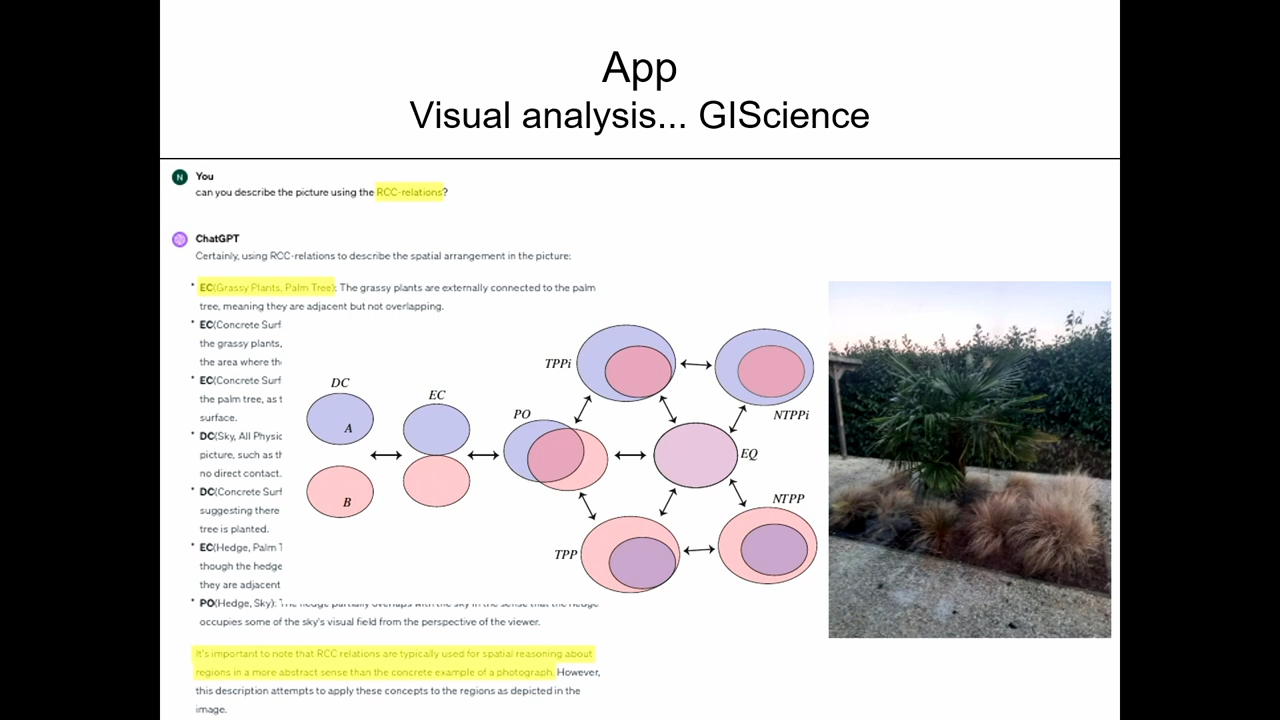 App
Visual analysis... GIScience
N
You
can you describe the picture using the RCC-relations?
ChatGPT
Certainly, using RCC-relations to describe the spatial arrangement in the picture:
• EC(Grassy Plants, Palm Tree): The grassy plants are externally connected to the palm
tree, meaning they are adjacent but not overlapping.
• EC(Concrete Surf
the grassy plants,
the area where the
• EC(Concrete Surf
the palm tree, as t
surface.
• DC(Sky, All Physic
picture, such as th
no direct contact.
• DC(Concrete Surf
suggesting there
tree is planted.
• EC(Hedge, Palm T
though the hedge
they are adjacent
• PO(Hedge, Sky): The hedge partially overlaps with the sky in the sense that the hedge
occupies some of the sky's visual field from the perspective of the viewer.
It's important to note that RCC relations are typically used for spatial reasoning about
regions in a more abstract sense than the concrete example of a photograph. However,
this description attempts to apply these concepts to the regions as depicted in the
image.
DC
A
B
EC
PO
TPPi
NTPPi
EQ
TPP
NTPP